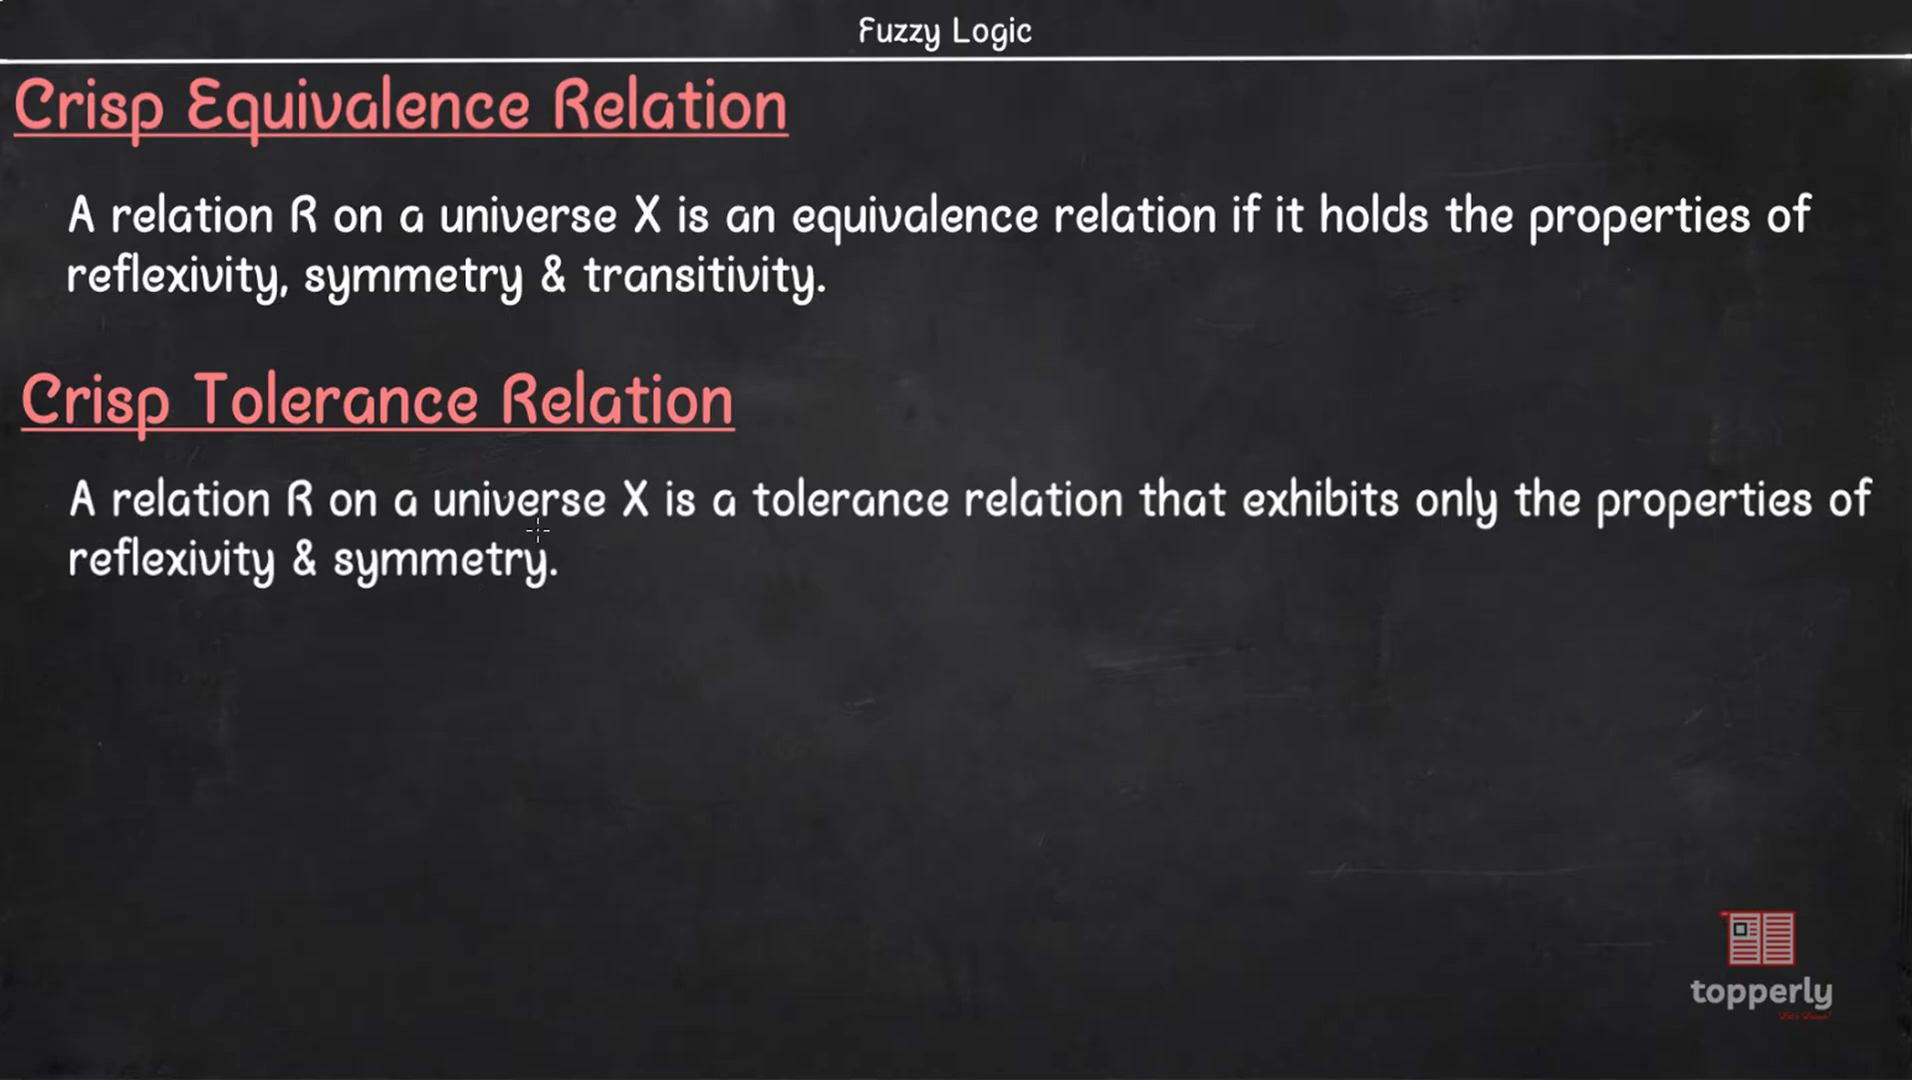 Fuzzy Logic
Crisp Equivalence Relation
A relation R on a universe X is an equivalence relation if it holds the properties of
reflexivity, symmetry & transitivity.
Crisp Tolerance Relation
A relation R on a universe X is a tolerance relation that exhibits only the properties of
reflexivity & symmetry.
topperly